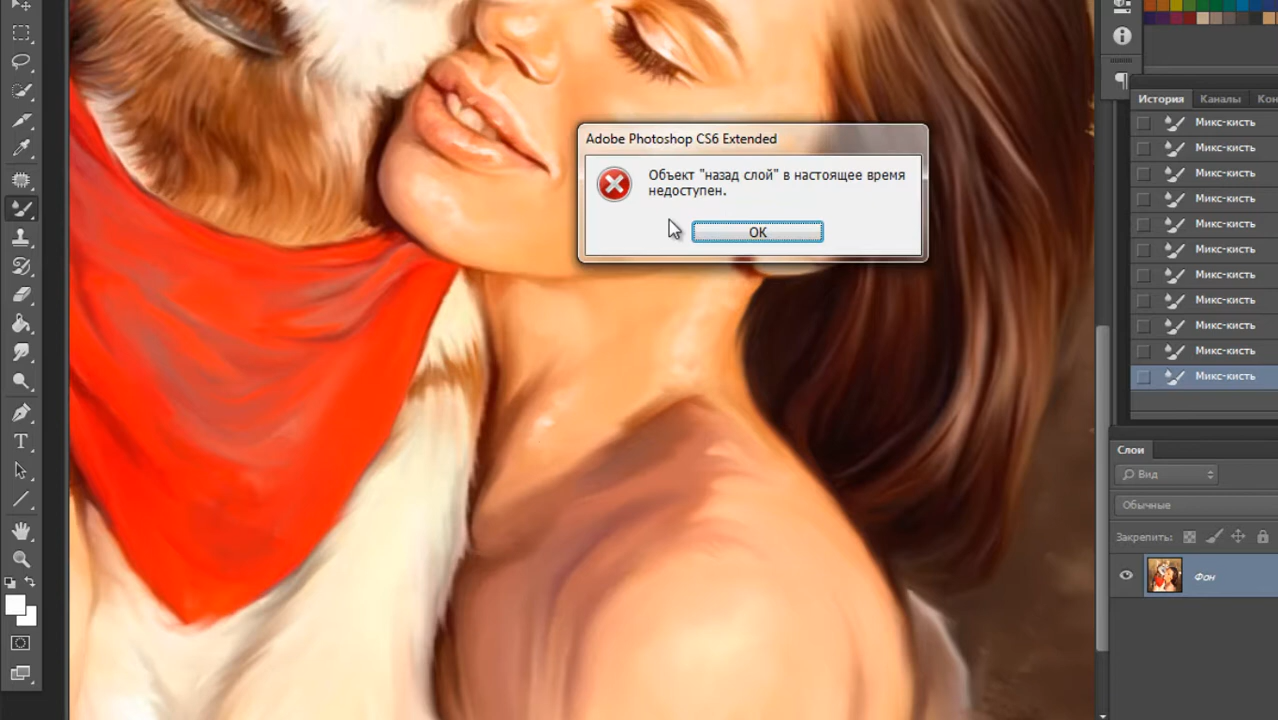 Adobe Photoshop CS6 Extended
Объект "назад слой" в настоящее время
недоступен.
OK
История Каналы Кон
Микс-кисть
Микс-кисть
Микс-кисть
Микс-кисть
Микс-кисть
Микс-кисть
Микс-кисть
Микс-кисть
Микс-кисть
Микс-кисть
Микс-кисть
Слои
Вид
Обычные
Закрепить:
Фон